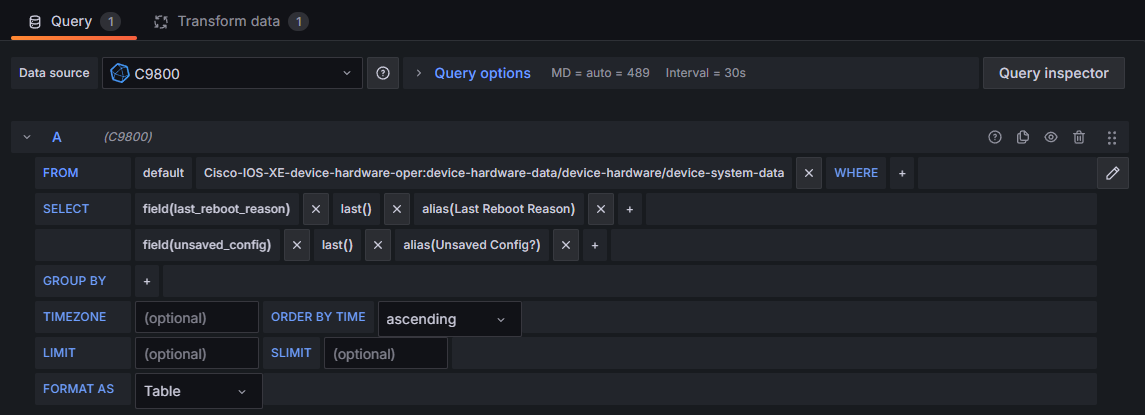 Query 1 Transform data 1
Data source C9800 Query options MD = auto = 489 Interval = 30s Query inspector
A (C9800)
FROM default Cisco-IOS-XE-device-hardware-oper:device-hardware-data/device-hardware/device-system-data WHERE +
SELECT field(last_reboot_reason) last() alias(Last Reboot Reason) +
field(unsaved_config) last() alias(Unsaved Config?) +
GROUP BY +
TIMEZONE (optional) ORDER BY TIME ascending
LIMIT (optional) SLIMIT (optional)
FORMAT AS Table